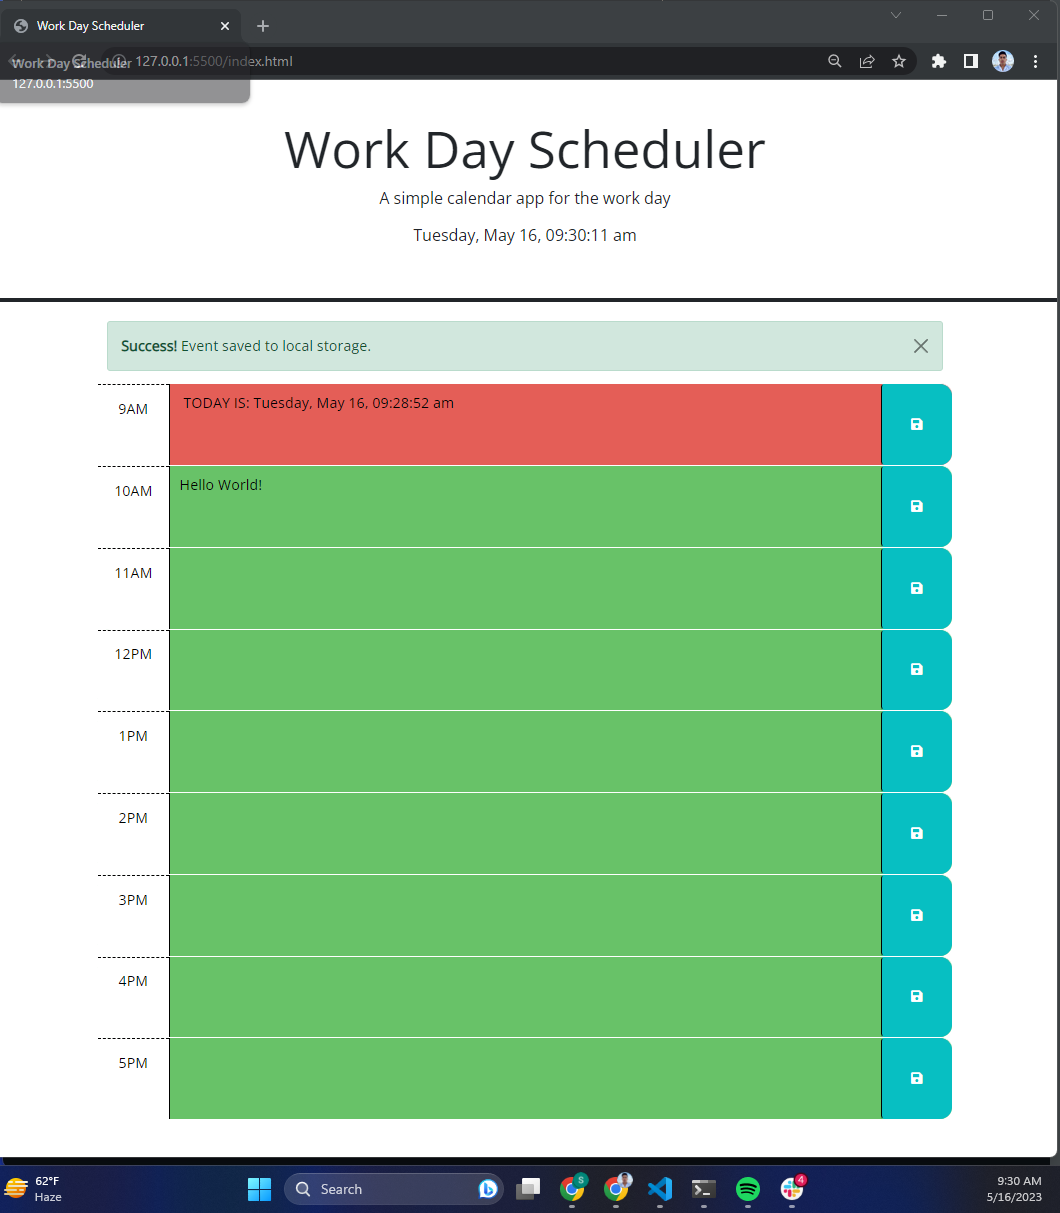 Work Day Scheduler
Work Day Scheduler
127.0.0.1:5500/index.html
127.0.0.1:5500
Work Day Scheduler
A simple calendar app for the work day
Tuesday, May 16, 09:30:11 am
Success! Event saved to local storage.
9AM TODAY IS: Tuesday, May 16, 09:28:52 am
10AM Hello World!
11AM
12PM
1PM
2PM
3PM
4PM
5PM
62°F
Haze
Search
S
4
9:30 AM
5/16/2023